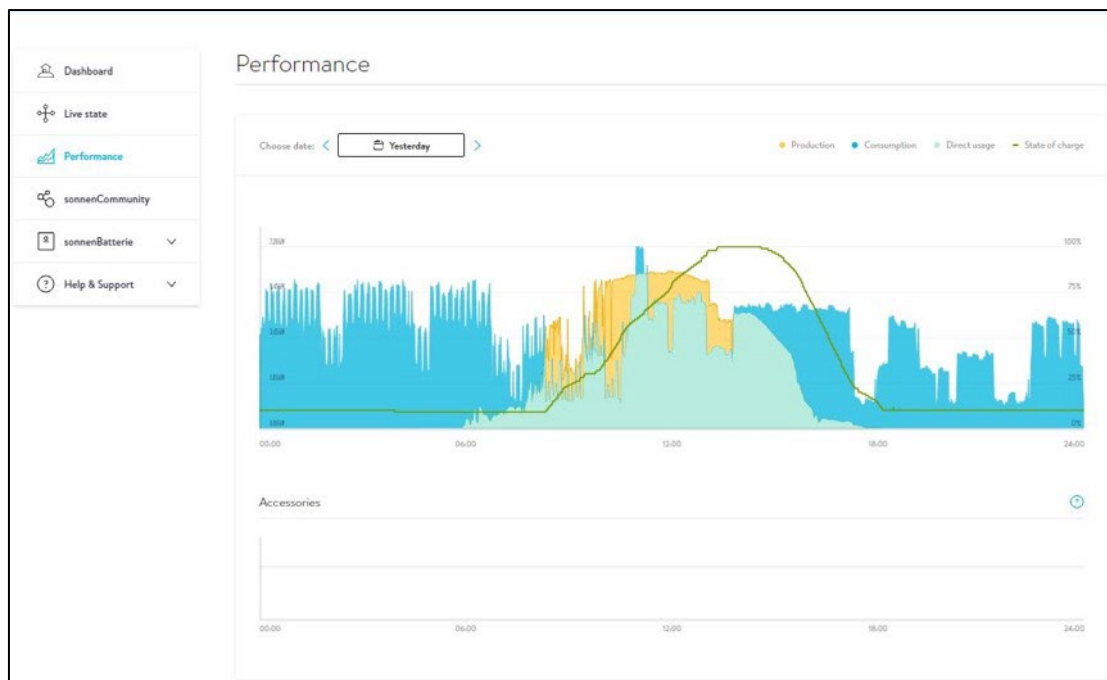 Performance
Dashboard
Live state
Performance
sonnenCommunity
sonnenBatterie
Help & Support
Choose date:
Yesterday
Production
Consumption
Direct usage
State of charge
100%
75%
50%
25%
0%
00:00
06:00
12:00
18:00
24:00
Accessories
?
00:00
06:00
12:00
18:00
24:00